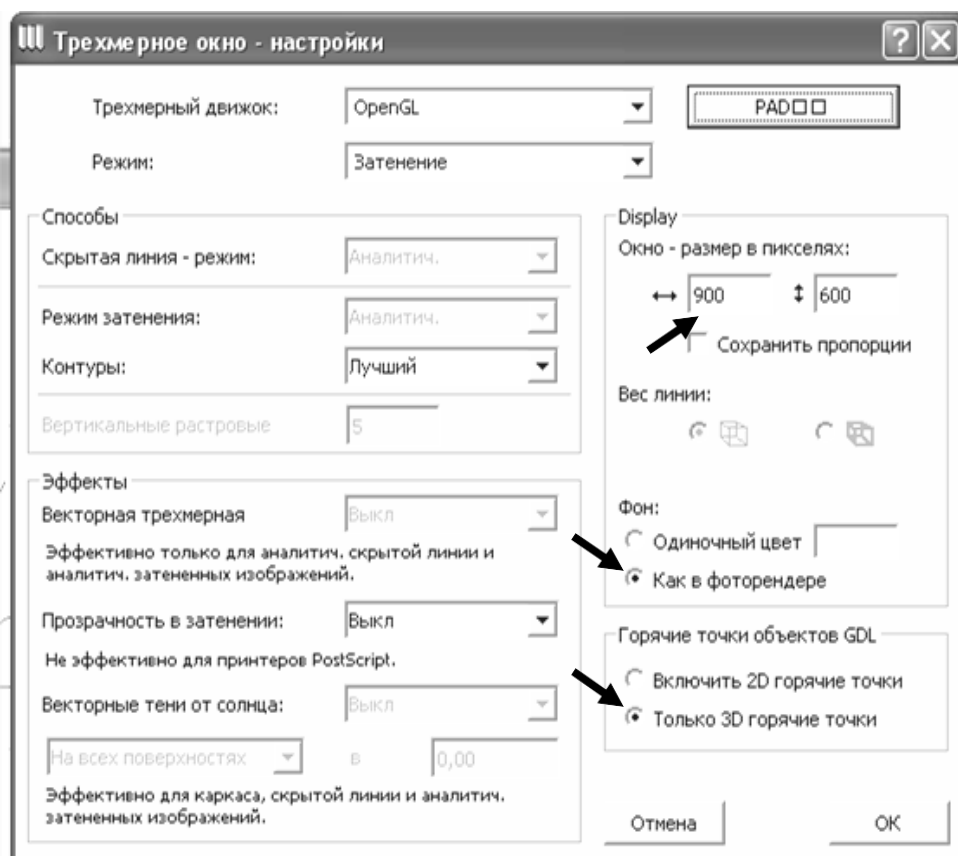 Трехмерное окно - настройки
Трехмерный движок: OpenGL PAD□□
Режим: Затенение
Способы
Скрытая линия - режим: Аналитич.
Режим затенения: Аналитич.
Контуры: Лучший
Вертикальные растровые 5
Эффекты
Векторная трехмерная Выкл
Эффективно только для аналитич. скрытой линии и
аналитич. затененных изображений.
Прозрачность в затенении: Выкл
Не эффективно для принтеров PostScript.
Векторные тени от солнца: Выкл
На всех поверхностях в 0,00
Эффективно для каркаса, скрытой линии и аналитич.
затененных изображений.
Display
Окно - размер в пикселях:
900 600
Сохранить пропорции
Вес линии:
Фон:
Одиночный цвет
Как в фоторендере
Горячие точки объектов GDL
Включить 2D горячие точки
Только 3D горячие точки
Отмена OK